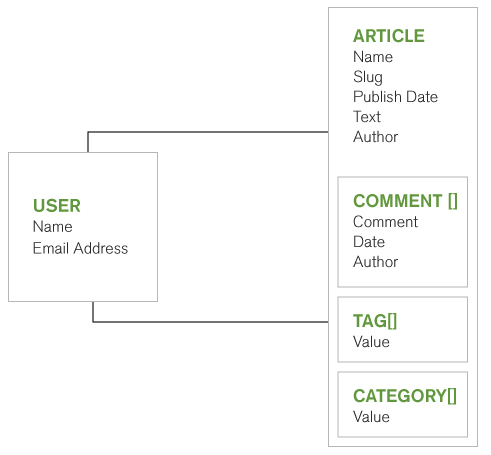 USER
Name
Email Address
ARTICLE
Name
Slug
Publish Date
Text
Author
COMMENT []
Comment
Date
Author
TAG[]
Value
CATEGORY[]
Value